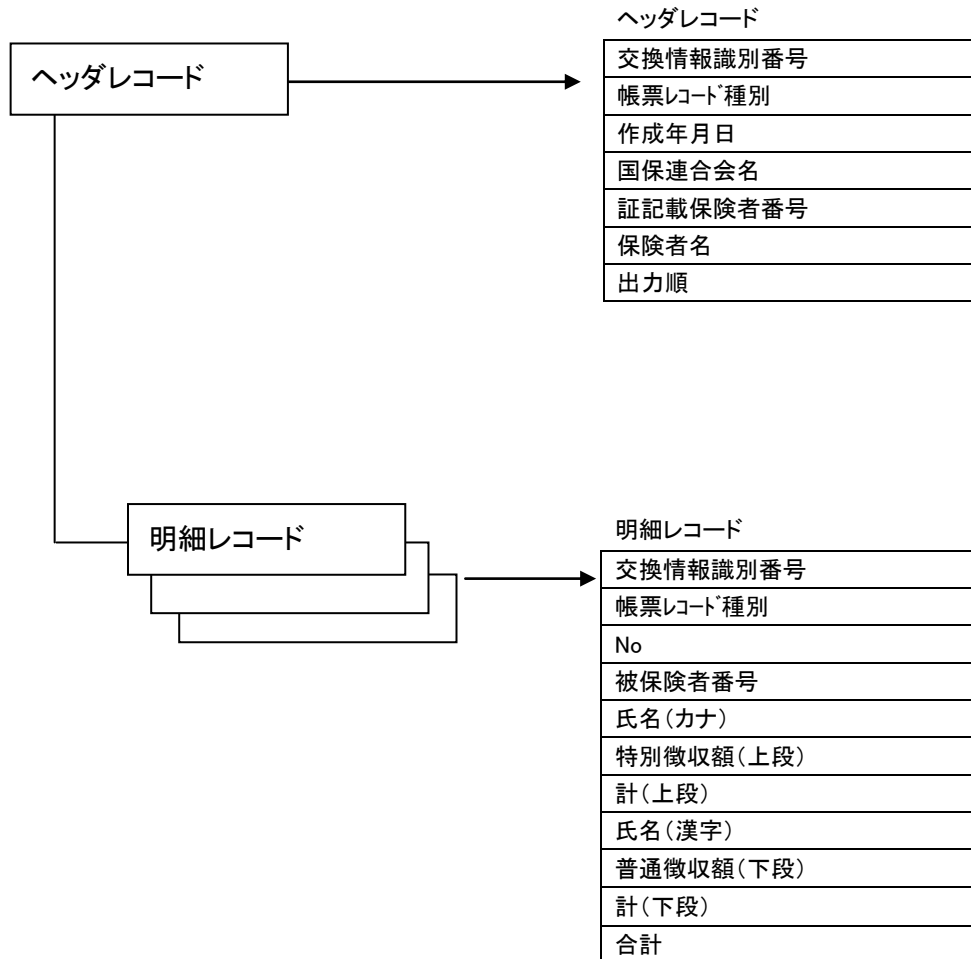 ヘッダレコード
ヘッダレコード
交換情報識別番号
帳票ﾚｺｰﾄﾞ種別
作成年月日
国保連合会名
証記載保険者番号
保険者名
出力順
明細レコード
明細レコード
交換情報識別番号
帳票ﾚｺｰﾄﾞ種別
No
被保険者番号
氏名(カナ)
特別徴収額(上段)
計(上段)
氏名(漢字)
普通徴収額(下段)
計(下段)
合計